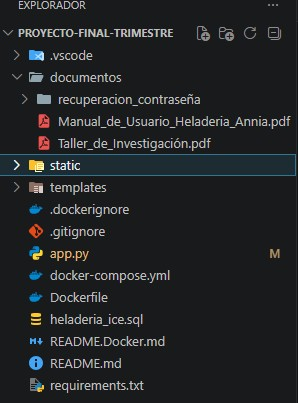 EXPLORADOR
PROYECTO-FINAL-TRIMESTRE
.vscode
documentos
recuperacion_contraseña
Manual_de_Usuario_Heladeria_Annia.pdf
Taller_de_Investigación.pdf
static
templates
.dockerignore
.gitignore
app.py M
docker-compose.yml
Dockerfile
heladeria_ice.sql
README.Docker.md
README.md
requirements.txt